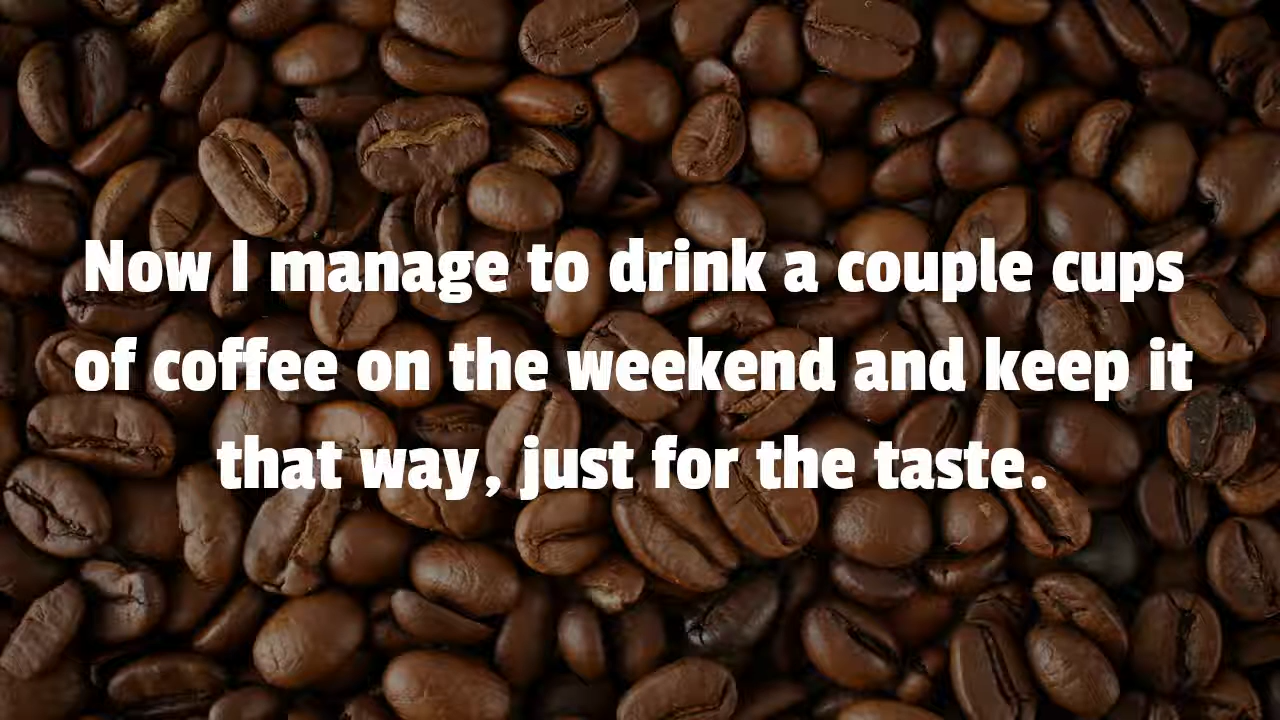 Now I manage to drink a couple cups
of coffee on the weekend and keep it
that way, just for the taste.